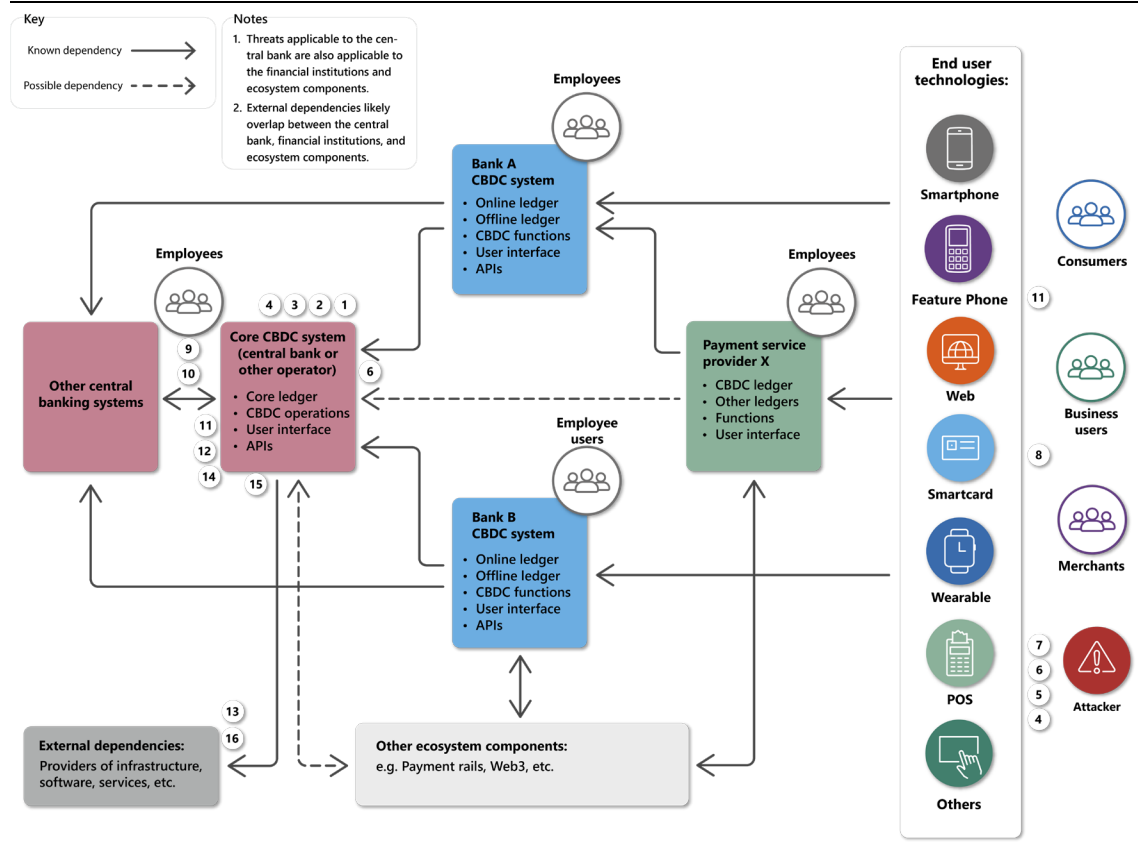 Key
Known dependency
Possible dependency
Notes
1. Threats applicable to the cen-
tral bank are also applicable to
the financial institutions and
ecosystem components.
2. External dependencies likely
overlap between the central
bank, financial institutions, and
ecosystem components.
Employees
Bank A
CBDC system
• Online ledger
• Offline ledger
• CBDC functions
• User interface
• APIs
Employees
4 3 2 1
9
10
6
11
12
14
15
Other central
banking systems
Core CBDC system
(central bank or
other operator)
• Core ledger
• CBDC operations
• User interface
• APIs
Employees
Payment service
provider X
• CBDC ledger
• Other ledgers
• Functions
• User interface
Employee
users
Bank B
CBDC system
• Online ledger
• Offline ledger
• CBDC functions
• User interface
• APIs
13
16
External dependencies:
Providers of infrastructure,
software, services, etc.
Other ecosystem components:
e.g. Payment rails, Web3, etc.
End user
technologies:
Smartphone
Feature Phone
Web
Smartcard
Wearable
POS
Others
Consumers
11
Business
users
8
Merchants
7
6
5
4
Attacker